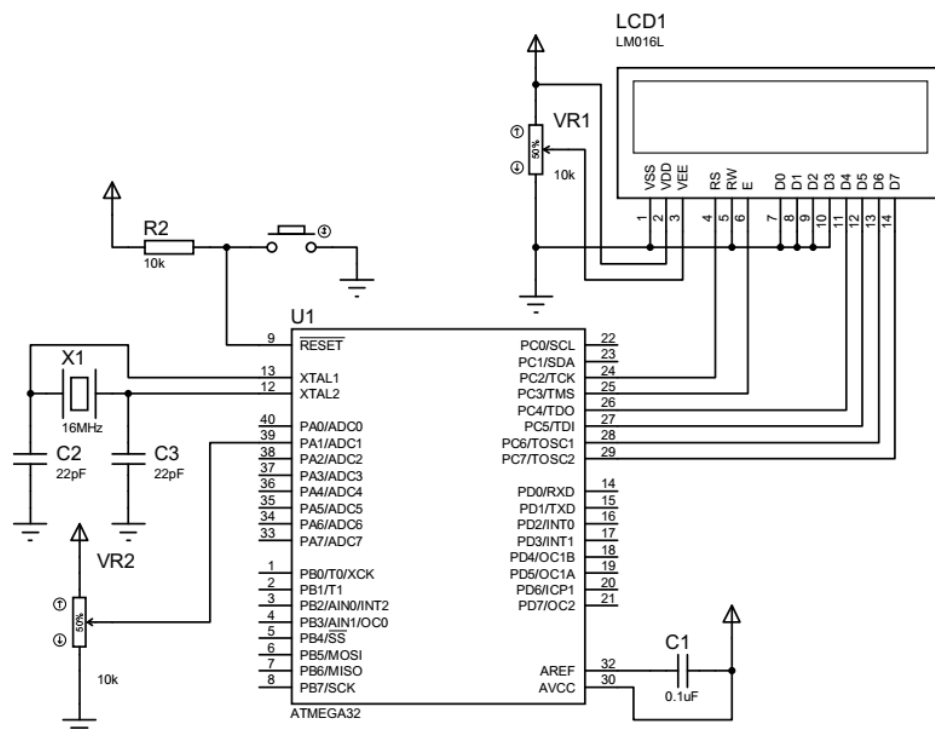 LCD1
LM016L
VR1
50%
10k
VSS
VDD
VEE
RS
RW
E
D0
D1
D2
D3
D4
D5
D6
D7
1
2
3
4
5
6
7
8
9
10
11
12
13
14
R2
10k
U1
9 RESET
13 XTAL1
12 XTAL2
40 PA0/ADC0
39 PA1/ADC1
38 PA2/ADC2
37 PA3/ADC3
36 PA4/ADC4
35 PA5/ADC5
34 PA6/ADC6
33 PA7/ADC7
1 PB0/T0/XCK
2 PB1/T1
3 PB2/AIN0/INT2
4 PB3/AIN1/OC0
5 PB4/SS
6 PB5/MOSI
7 PB6/MISO
8 PB7/SCK
PC0/SCL 22
PC1/SDA 23
PC2/TCK 24
PC3/TMS 25
PC4/TDO 26
PC5/TDI 27
PC6/TOSC1 28
PC7/TOSC2 29
PD0/RXD 14
PD1/TXD 15
PD2/INT0 16
PD3/INT1 17
PD4/OC1B 18
PD5/OC1A 19
PD6/ICP1 20
PD7/OC2 21
AREF 32
AVCC 30
ATMEGA32
X1
16MHz
C2
22pF
C3
22pF
VR2
50%
10k
C1
0.1uF